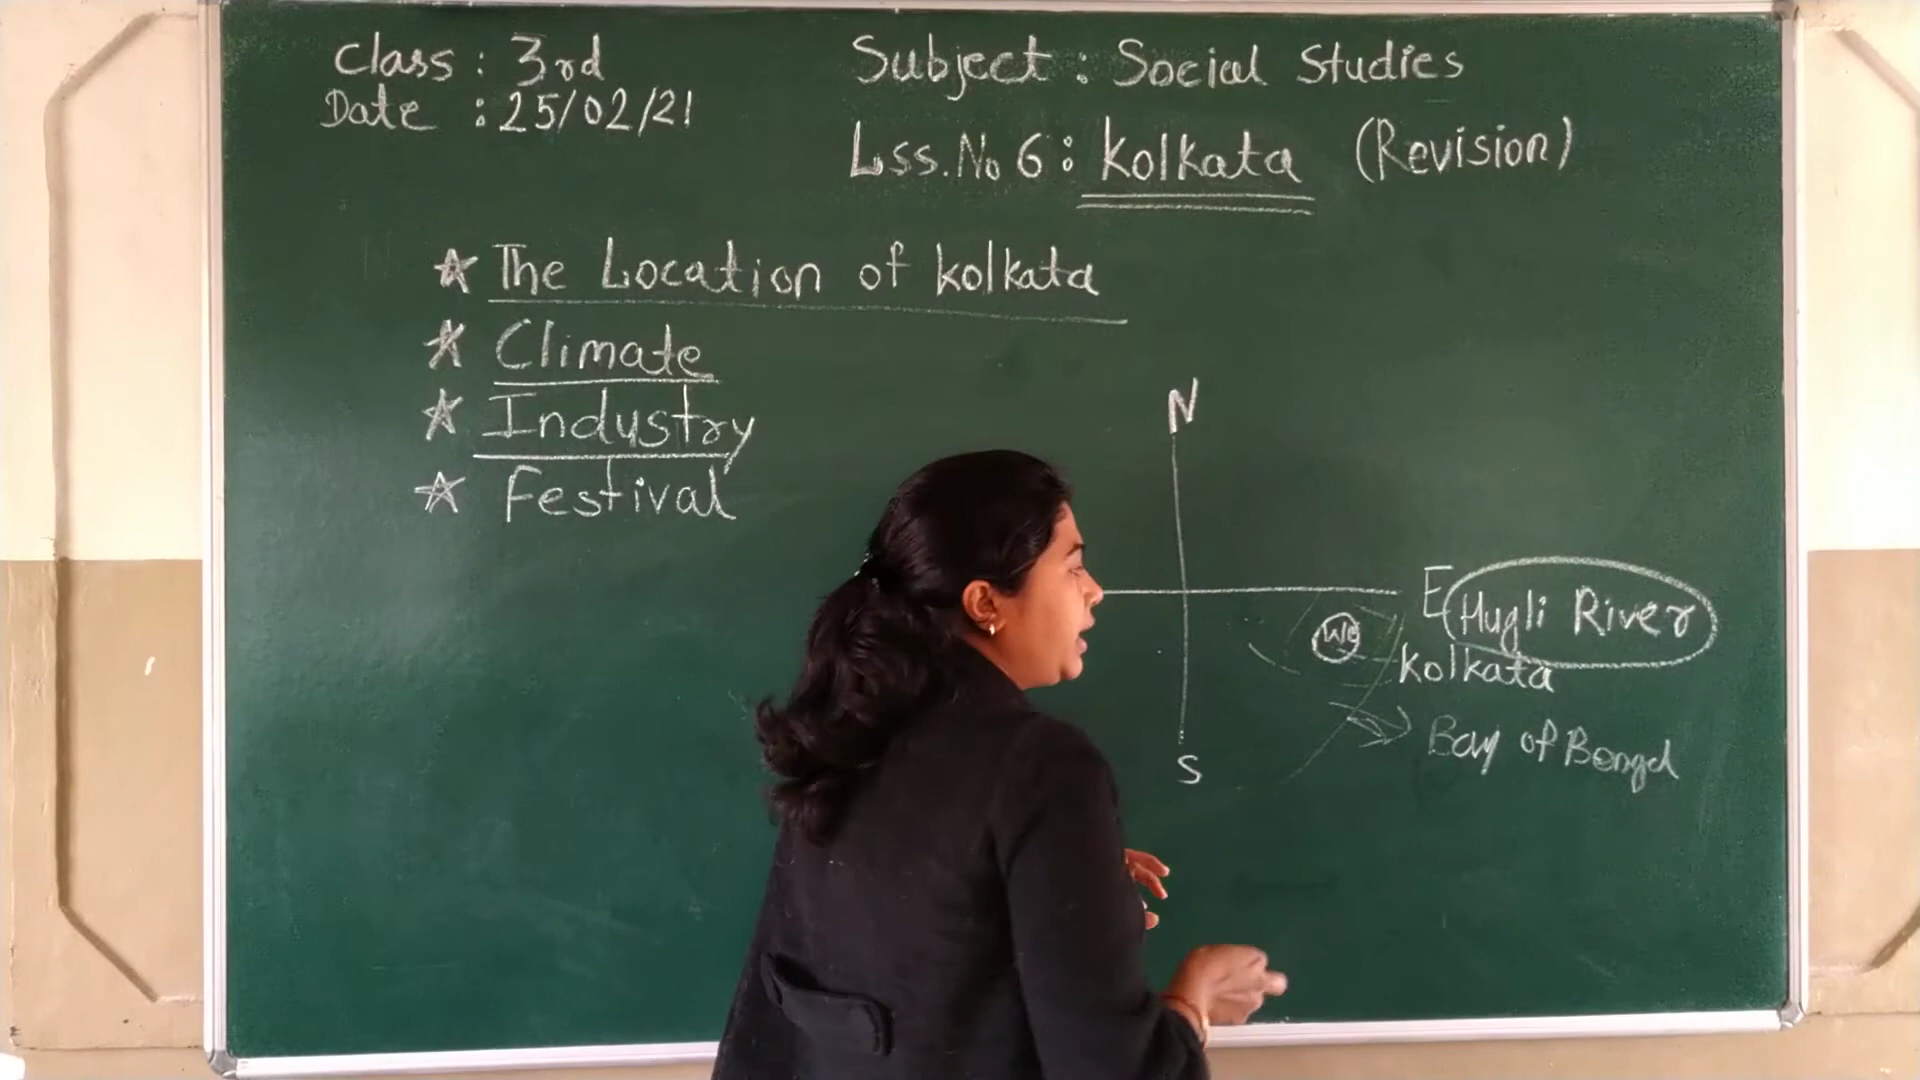 Class : 3rd
Date : 25/02/21
Subject : Social Studies
Lss. No 6 : Kolkata (Revision)
The Location of Kolkata
Climate
Industry
Festival
N
E
Hugli River
Kolkata
Bay of Bengal
S